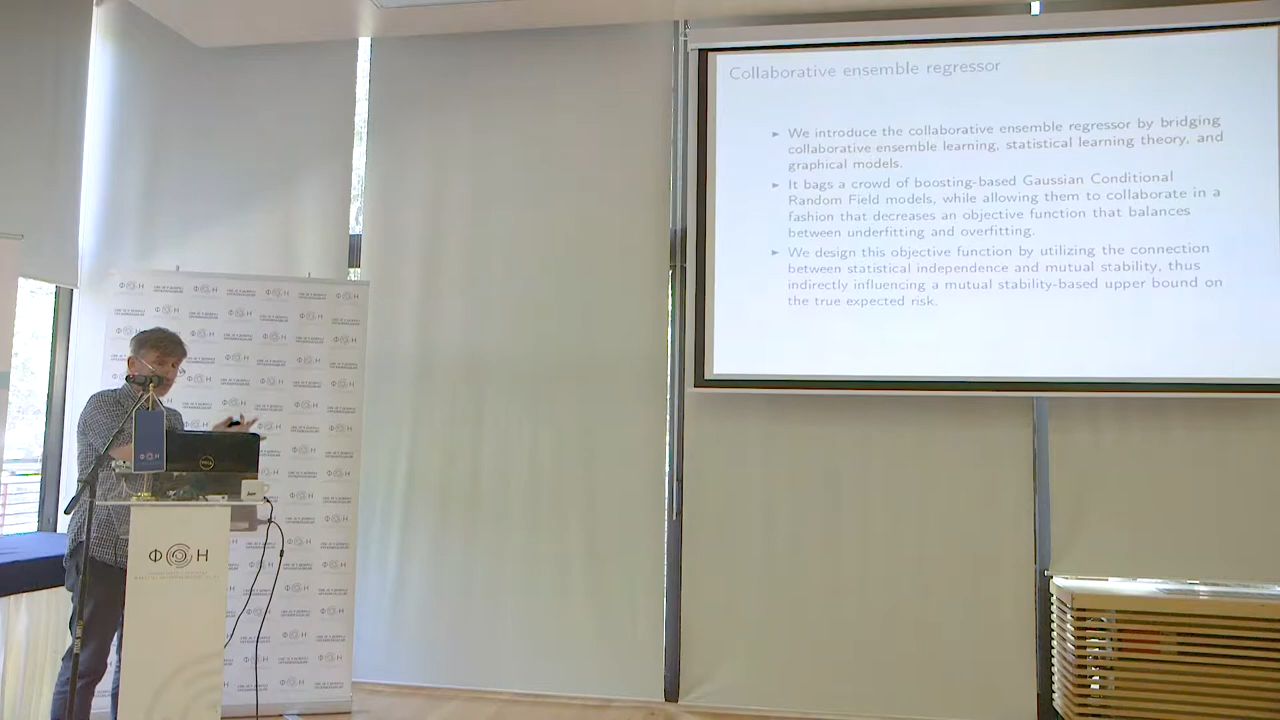 Collaborative ensemble regressor
► We introduce the collaborative ensemble regressor by bridging
collaborative ensemble learning, statistical learning theory, and
graphical models.
► It bags a crowd of boosting-based Gaussian Conditional
Random Field models, while allowing them to collaborate in a
fashion that decreases an objective function that balances
between underfitting and overfitting.
► We design this objective function by utilizing the connection
between statistical independence and mutual stability, thus
indirectly influencing a mutual stability-based upper bound on
the true expected risk.
ФОН
DELL